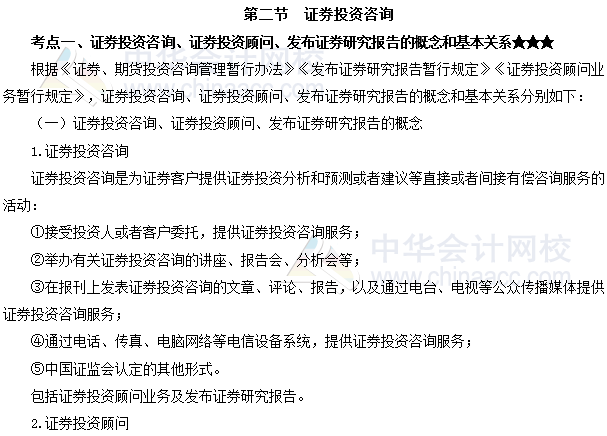 第二节 证券投资咨询
考点一、证券投资咨询、证券投资顾问、发布证券研究报告的概念和基本关系★★★
根据《证券、期货投资咨询管理暂行办法》《发布证券研究报告暂行规定》《证券投资顾问业
务暂行规定》，证券投资咨询、证券投资顾问、发布证券研究报告的概念和基本关系分别如下：
（一）证券投资咨询、证券投资顾问、发布证券研究报告的概念
1.证券投资咨询
证券投资咨询是为证券客户提供证券投资分析和预测或者建议等直接或者间接有偿咨询服务的
活动：
①接受投资人或者客户委托，提供证券投资咨询服务；
②举办有关证券投资咨询的讲座、报告会、分析会等；
③在报刊上发表证券投资咨询的文章、评论、报告，以及通过电台、电视等公众传播媒体提供
证券投资咨询服务；
④通过电话、传真、电脑网络等电信设备系统，提供证券投资咨询服务；
⑤中国证监会认定的其他形式。
包括证券投资顾问业务及发布证券研究报告。
2.证券投资顾问
中华会计网校
www.chinaacc.com
中华会计网校
www.chinaacc.com